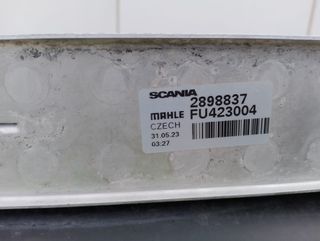 SCANIA 2898837
MAHLE FU423004
CZECH
31.05.23
03:27